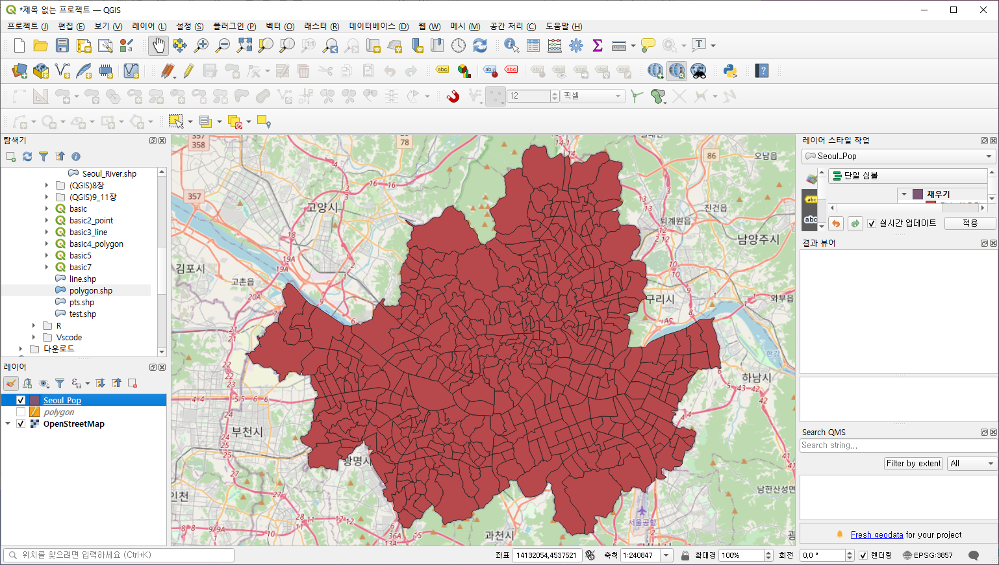 *제목 없는 프로젝트 — QGIS
프로젝트 (J) 편집 (E) 보기 (V) 레이어 (L) 설정 (S) 플러그인 (P) 벡터 (O) 래스터 (R) 데이터베이스 (D) 웹 (W) 메시 (M) 공간 처리 (C) 도움말 (H)
12 픽셀
탐색기
Seoul_River.shp
(QGIS)8장
(QGIS)9_11장
basic
basic2_point
basic3_line
basic4_polygon
basic5
basic7
line.shp
polygon.shp
pts.shp
test.shp
R
Vscode
다운로드
레이어
Seoul_Pop
polygon
OpenStreetMap
357
358
78
14-1
86
오남읍
357
고양시
진건읍
퇴계원읍
남양주시
김포시
고촌읍
19A
19A
20A
구리시
와부읍
한강
하남시
부천시
광명시
인천
남한산성면
서울공항
과천시
36A
레이어 스타일 작업
Seoul_Pop
단일 심볼
채우기
실시간 업데이트
적용
결과 뷰어
Search QMS
Search string...
Filter by extent All
Fresh geodata for your project
위치를 찾으려면 입력하세요 (Ctrl+K)
좌표 14132054,4537521 축척 1:240847 확대경 100% 회전 0.0 ° 렌더링 EPSG:3857